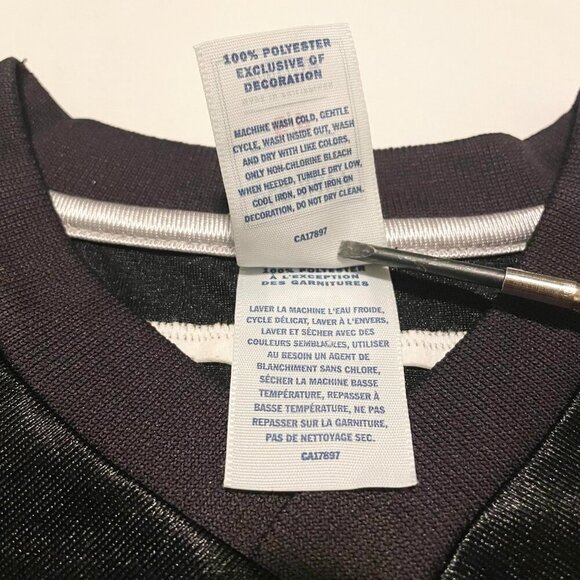 100% POLYESTER
EXCLUSIVE OF
DECORATION
MACHINE WASH COLD, GENTLE
CYCLE, WASH INSIDE OUT, WASH
AND DRY WITH LIKE COLORS,
ONLY NON-CHLORINE BLEACH
WHEN NEEDED, TUMBLE DRY LOW,
COOL IRON, DO NOT IRON ON
DECORATION, DO NOT DRY CLEAN.
CA17897
100% POLYESTER
À L'EXCEPTION
DES GARNITURES
LAVER LA MACHINE L'EAU FROIDE,
CYCLE DÉLICAT, LAVER À L'ENVERS,
LAVER ET SÉCHER AVEC DES
COULEURS SEMBLABLES, UTILISER
AU BESOIN UN AGENT DE
BLANCHIMENT SANS CHLORE,
SÉCHER LA MACHINE BASSE
TEMPÉRATURE, REPASSER À
BASSE TEMPÉRATURE, NE PAS
REPASSER SUR LA GARNITURE,
PAS DE NETTOYAGE SEC.
CA17897